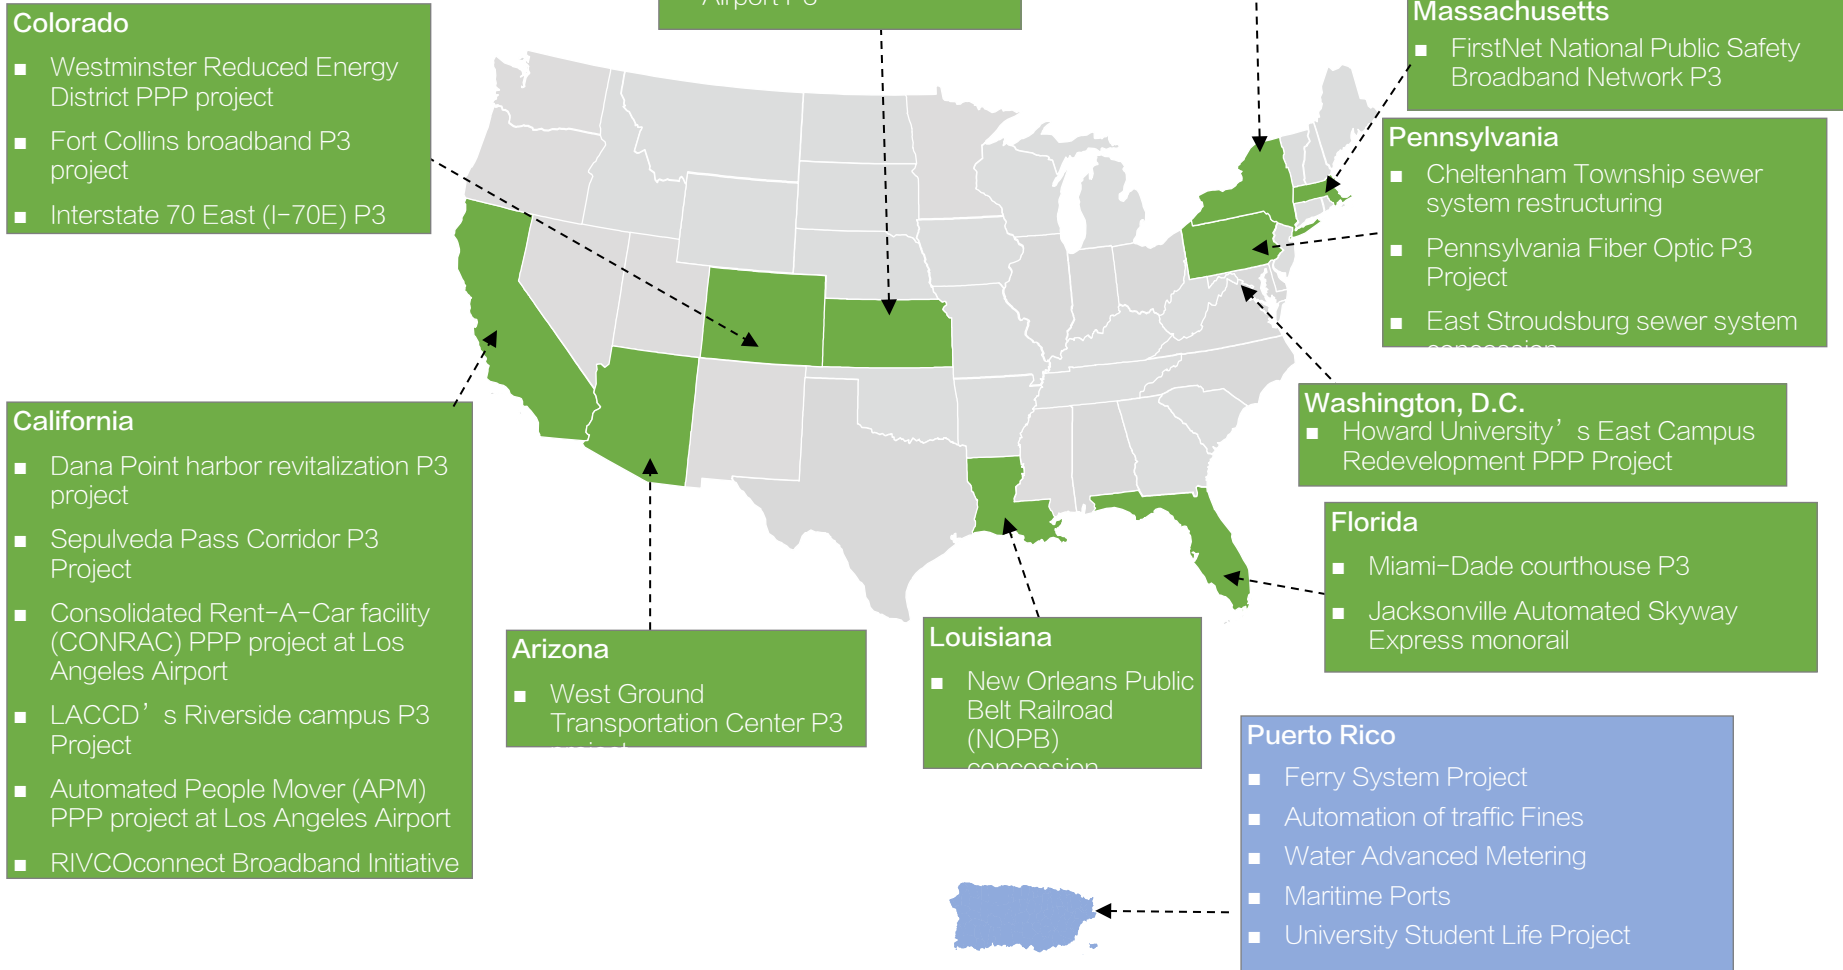 Colorado
■ Westminster Reduced Energy
District PPP project
■ Fort Collins broadband P3
project
■ Interstate 70 East (I-70E) P3
Airport P3
Massachusetts
■ FirstNet National Public Safety
Broadband Network P3
Pennsylvania
■ Cheltenham Township sewer
system restructuring
■ Pennsylvania Fiber Optic P3
Project
■ East Stroudsburg sewer system
concession
Washington, D.C.
■ Howard University’s East Campus
Redevelopment PPP Project
California
■ Dana Point harbor revitalization P3
project
■ Sepulveda Pass Corridor P3
Project
■ Consolidated Rent-A-Car facility
(CONRAC) PPP project at Los
Angeles Airport
■ LACCD’s Riverside campus P3
Project
■ Automated People Mover (APM)
PPP project at Los Angeles Airport
■ RIVCOconnect Broadband Initiative
Arizona
■ West Ground
Transportation Center P3
project
Louisiana
■ New Orleans Public
Belt Railroad
(NOPB)
concession
Florida
■ Miami-Dade courthouse P3
■ Jacksonville Automated Skyway
Express monorail
Puerto Rico
■ Ferry System Project
■ Automation of traffic Fines
■ Water Advanced Metering
■ Maritime Ports
■ University Student Life Project